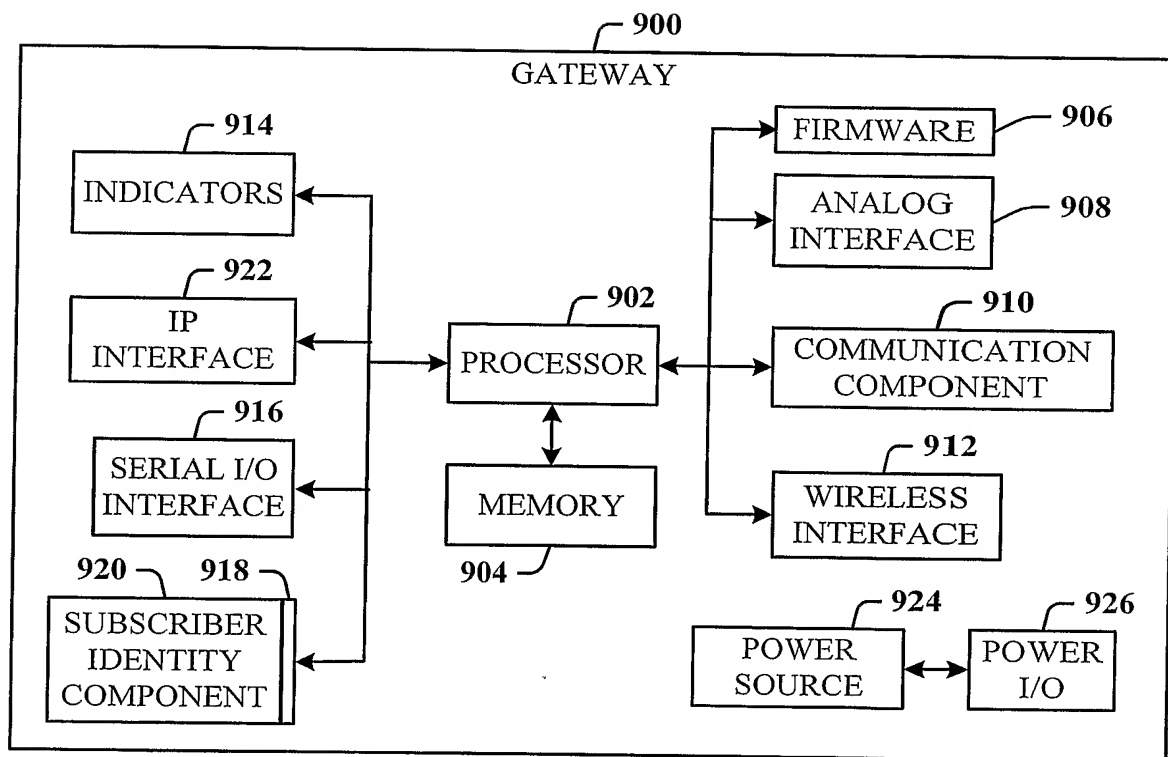 900
GATEWAY
914
INDICATORS
922
IP
INTERFACE
916
SERIAL I/O
INTERFACE
920
918
SUBSCRIBER
IDENTITY
COMPONENT
902
PROCESSOR
MEMORY
904
FIRMWARE
906
ANALOG
INTERFACE
908
910
COMMUNICATION
COMPONENT
912
WIRELESS
INTERFACE
924
POWER
SOURCE
926
POWER
I/O